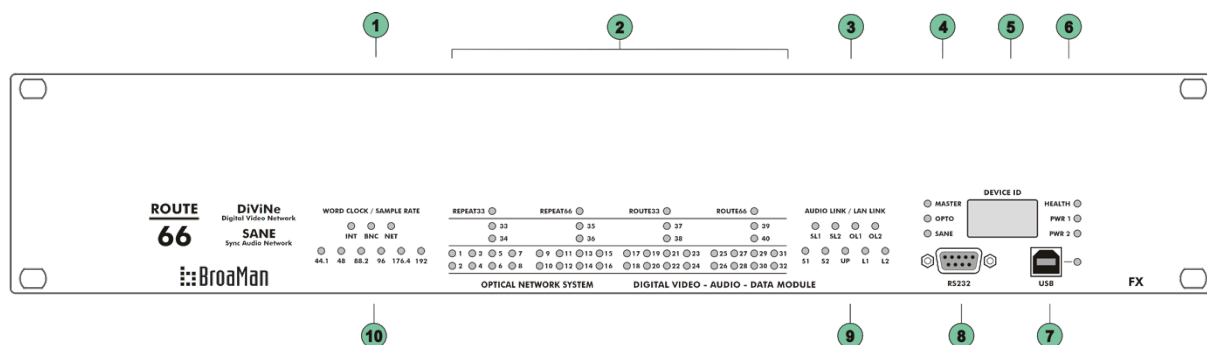 1 2 3 4 5 6
DEVICE ID
ROUTE
66
DiViNe
Digital Video Network
SANE
Sync Audio Network
BroaMan
WORD CLOCK / SAMPLE RATE
INT BNC NET
44.1 48 88.2 96 176.4 192
REPEAT33 REPEAT66 ROUTE33 ROUTE66
33 35 37 39
34 36 38 40
1 3 5 7 9 11 13 15 17 19 21 23 25 27 29 31
2 4 6 8 10 12 14 16 18 20 22 24 26 28 30 32
OPTICAL NETWORK SYSTEM DIGITAL VIDEO - AUDIO - DATA MODULE
AUDIO LINK / LAN LINK
SL1 SL2 OL1 OL2
S1 S2 UP L1 L2
MASTER
OPTO
SANE
HEALTH
PWR 1
PWR 2
RS232
USB
FX
10 9 8 7